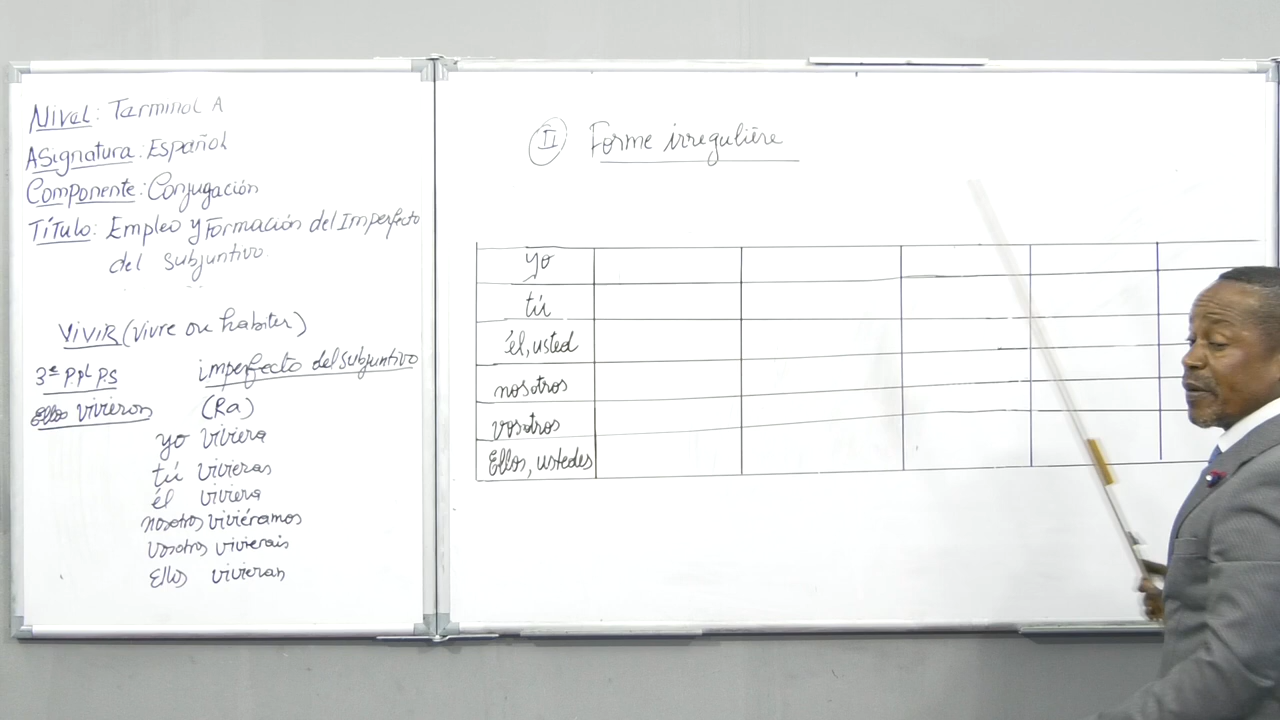 Nivel: Terminal A
Asignatura: Español
Componente: Conjugación
Título: Empleo y Formación del Imperfecto
del subjuntivo
VIVIR (vivre ou habiter)
3e P.pl P.S
imperfecto del subjuntivo
Ellos vivieron
(Ra)
yo viviera
tú vivieras
él viviera
nosotros viviéramos
vosotros vivierais
Ellos vivieran
II Forme irregulière
yo
tú
él, usted
nosotros
vosotros
Ellos, ustedes